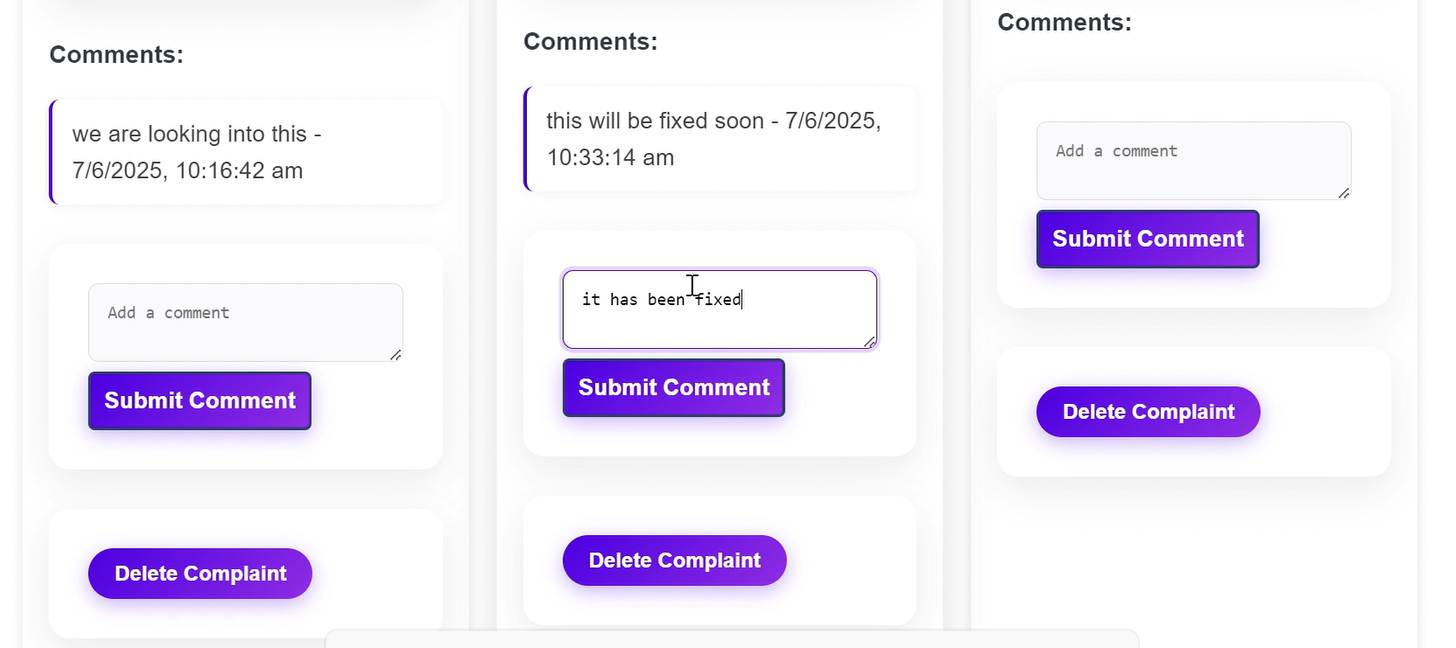 Comments:
we are looking into this -
7/6/2025, 10:16:42 am
Add a comment
Submit Comment
Delete Complaint
Comments:
this will be fixed soon - 7/6/2025,
10:33:14 am
it has been fixed
Submit Comment
Delete Complaint
Comments:
Add a comment
Submit Comment
Delete Complaint